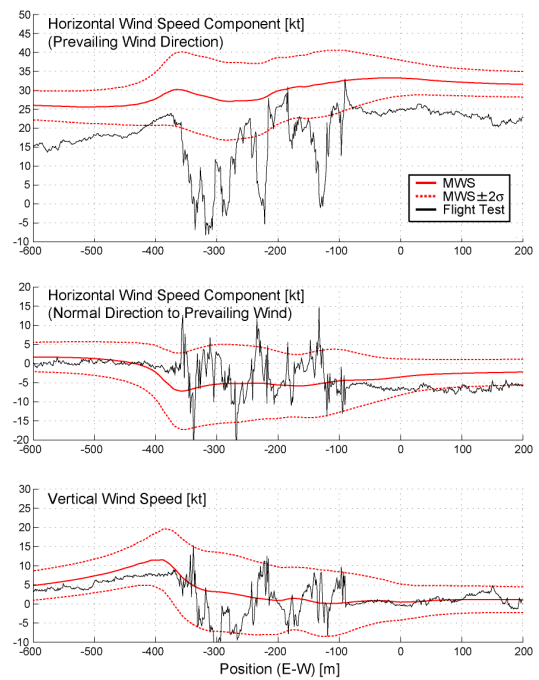 Horizontal Wind Speed Component [kt]
(Prevailing Wind Direction)
50
45
40
35
30
25
20
15
10
5
0
-5
-10
MWS
MWS±2σ
Flight Test
-600 -500 -400 -300 -200 -100 0 100 200
Horizontal Wind Speed Component [kt]
(Normal Direction to Prevailing Wind)
20
15
10
5
0
-5
-10
-15
-20
-600 -500 -400 -300 -200 -100 0 100 200
Vertical Wind Speed [kt]
30
25
20
15
10
5
0
-5
-10
-600 -500 -400 -300 -200 -100 0 100 200
Position (E-W) [m]